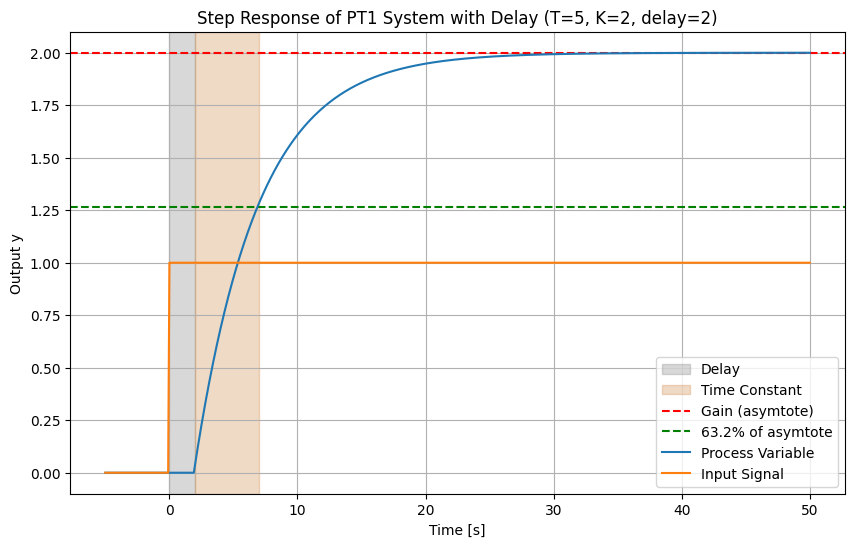 Step Response of PT1 System with Delay (T=5, K=2, delay=2)
Output y
2.00
1.75
1.50
1.25
1.00
0.75
0.50
0.25
0.00
Delay
Time Constant
Gain (asymtote)
63.2% of asymtote
Process Variable
Input Signal
0 10 20 30 40 50
Time [s]